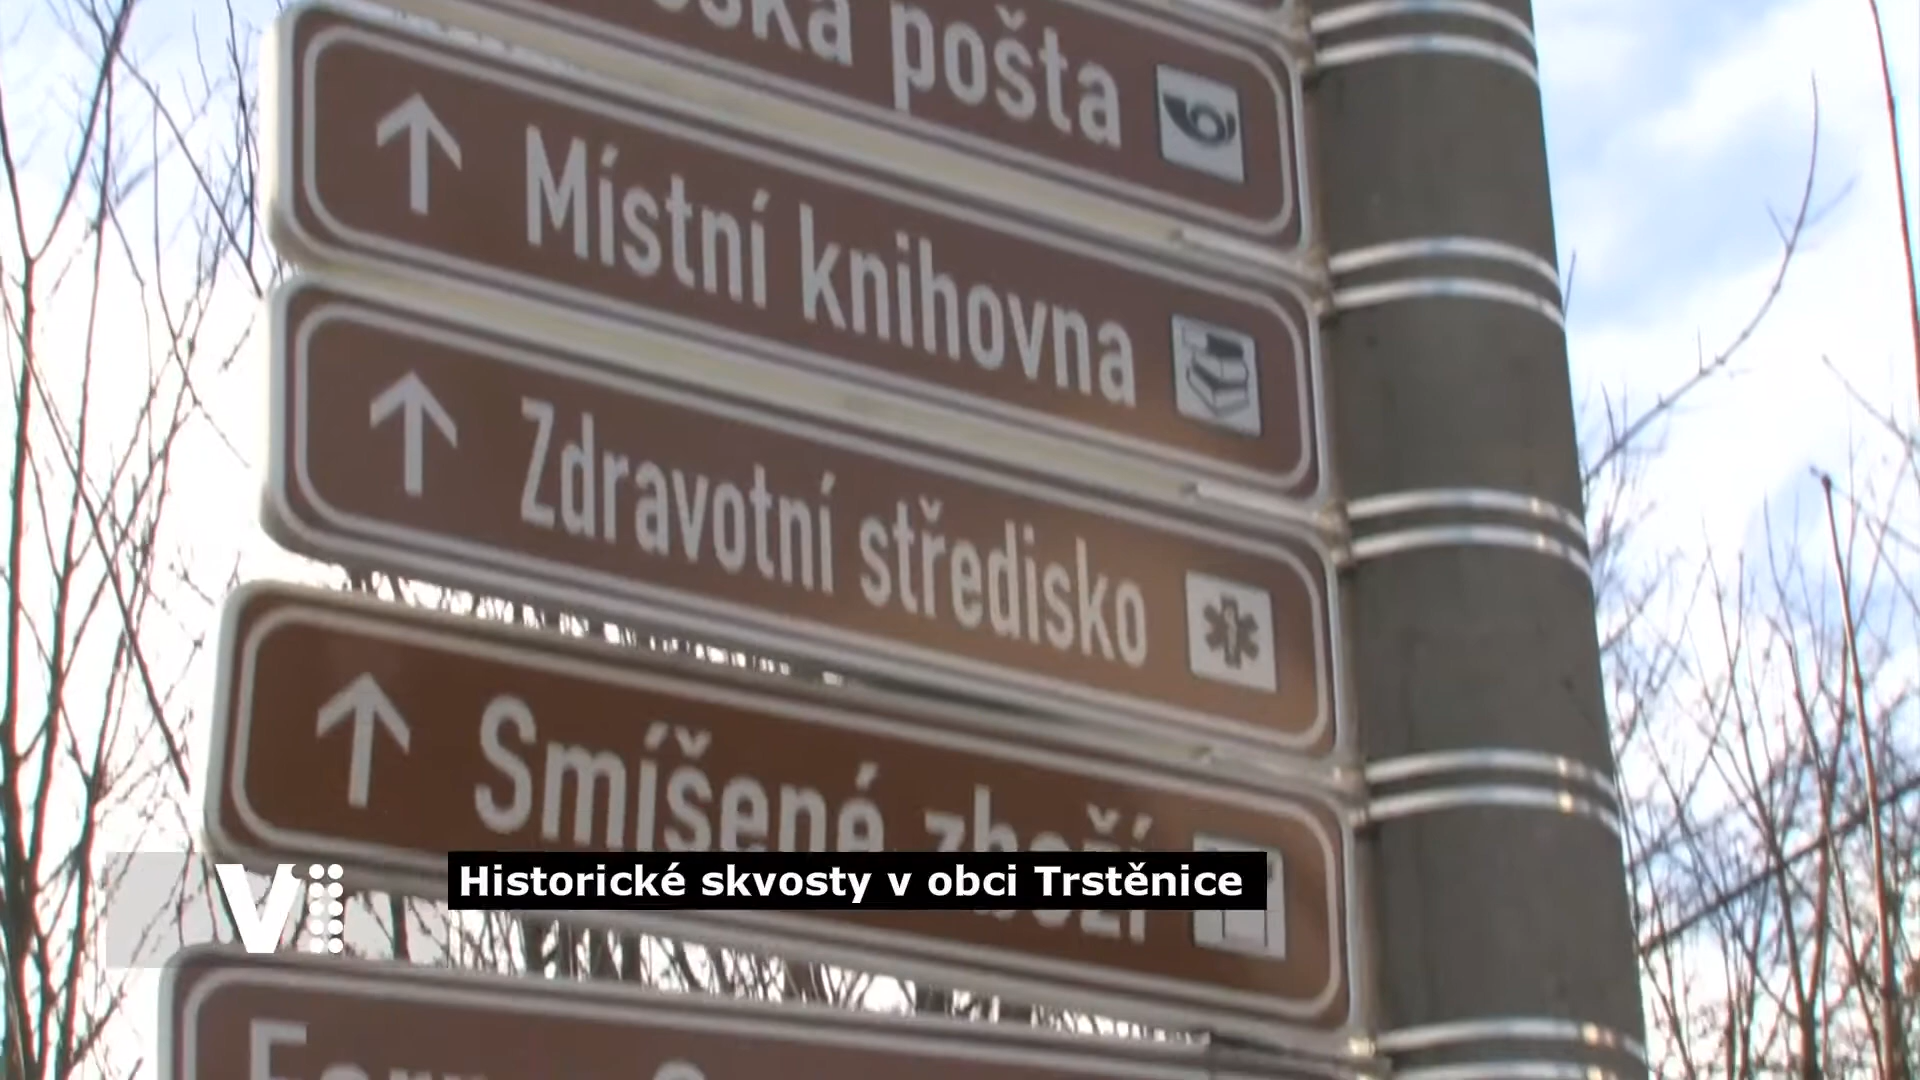 pošta
Místní knihovna
Zdravotní středisko
Smíšené zboží
Historické skvosty v obci Trstěnice
V